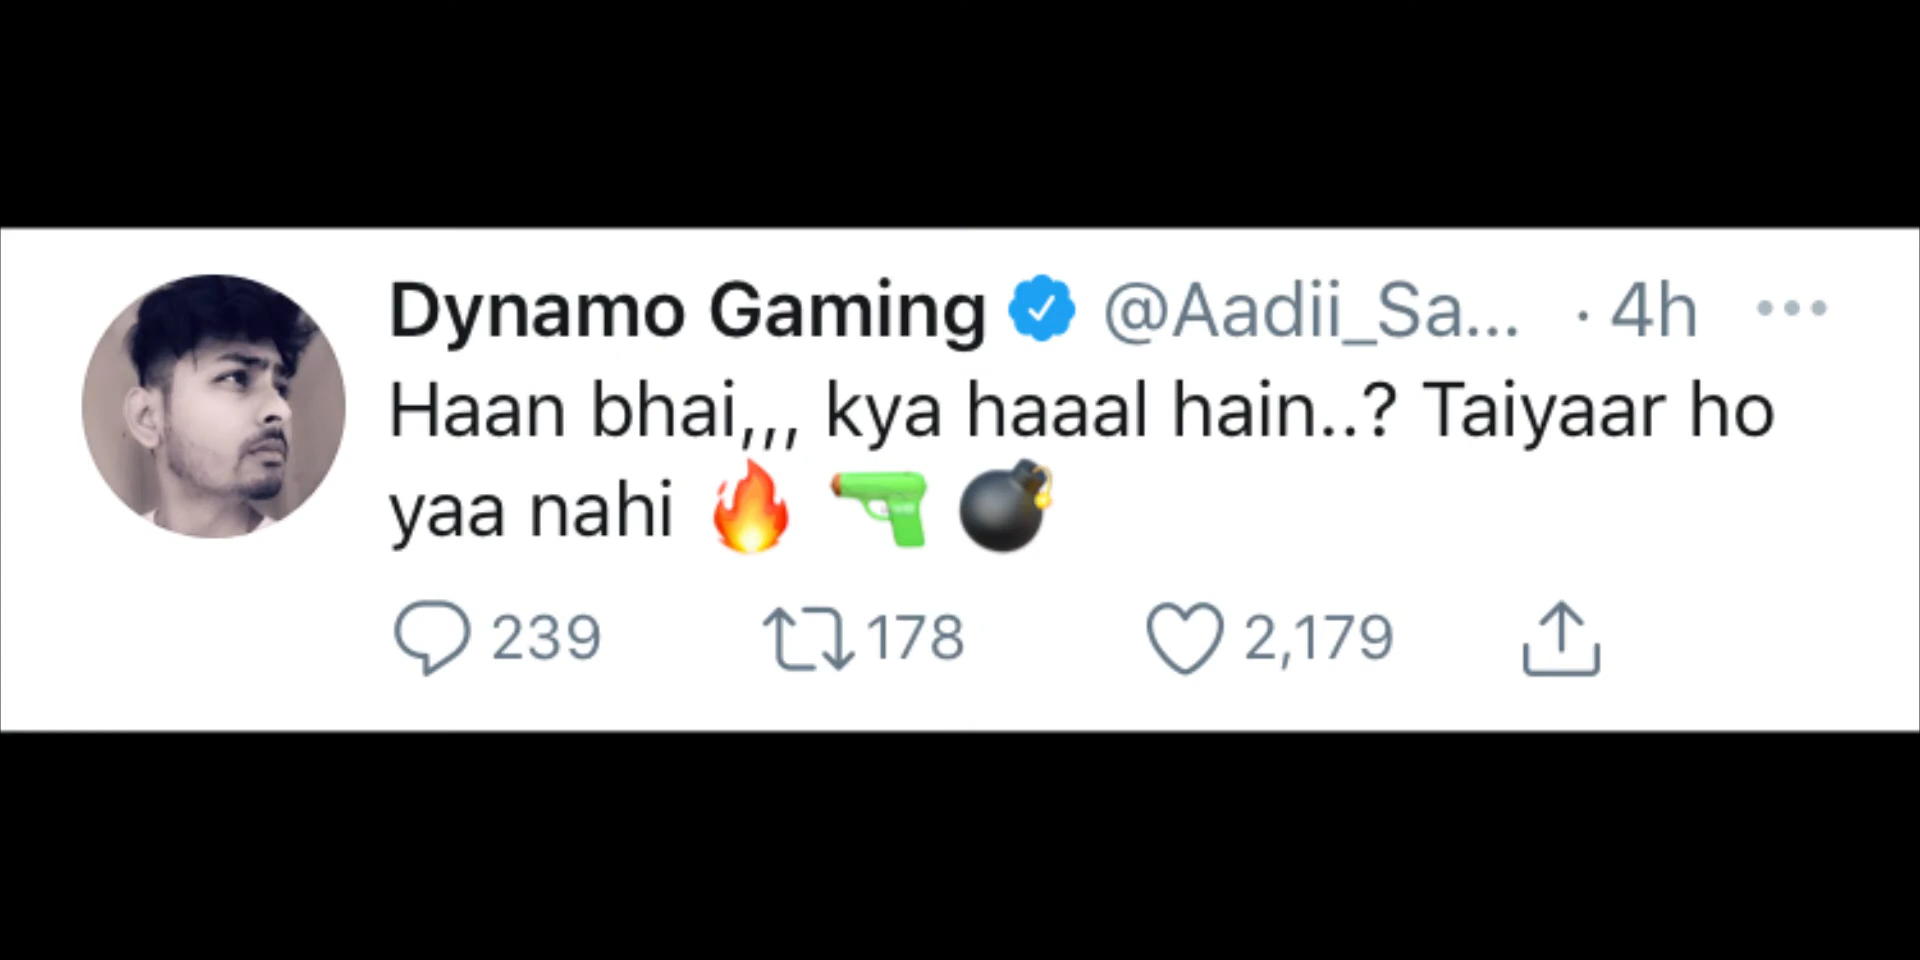 Dynamo Gaming @Aadii_Sa... · 4h
Haan bhai,,, kya haaal hain..? Taiyaar ho
yaa nahi 🔥 🔫 💣
239 178 2,179